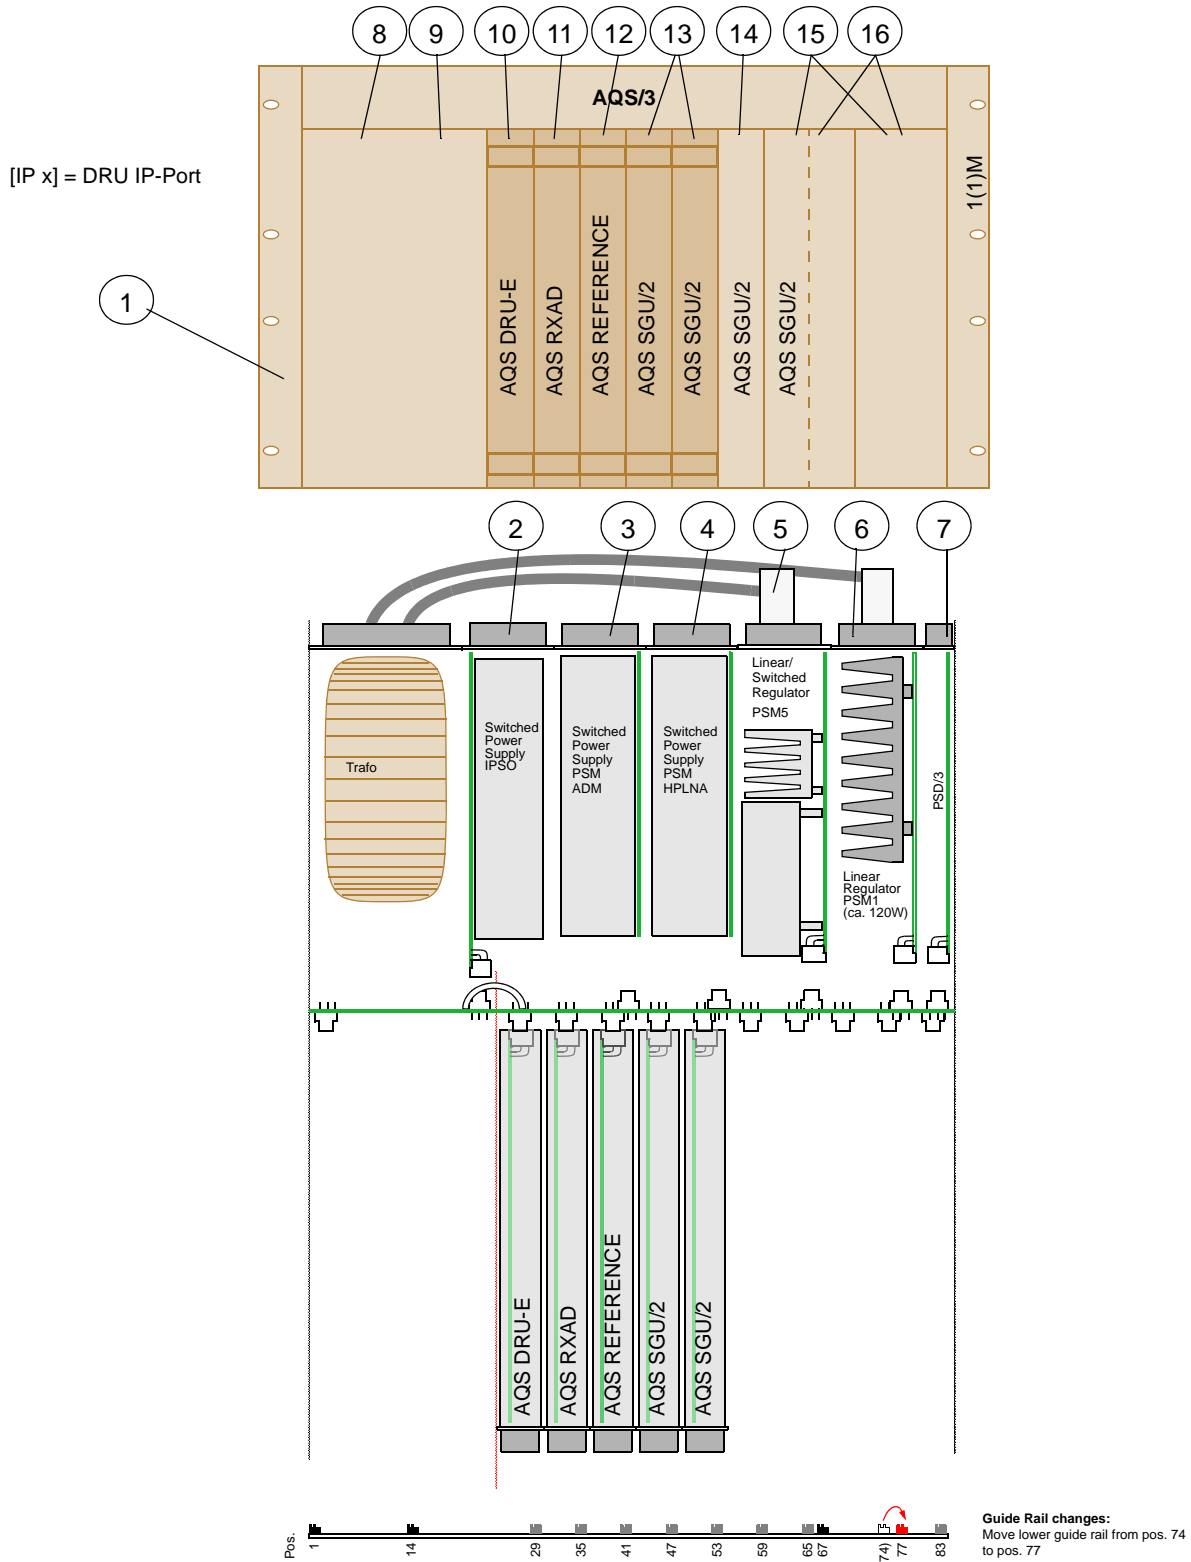 8 9 10 11 12 13 14 15 16
AQS/3
1(1)M
[IP x] = DRU IP-Port
1
AQS DRU-E
AQS RXAD
AQS REFERENCE
AQS SGU/2
AQS SGU/2
AQS SGU/2
AQS SGU/2
2 3 4 5 6 7
Trafo
Switched
Power
Supply
IPSO
Switched
Power
Supply
PSM
ADM
Switched
Power
Supply
PSM
HPLNA
Linear/
Switched
Regulator
PSM5
Linear
Regulator
PSM1
(ca. 120W)
PSD/3
AQS DRU-E
AQS RXAD
AQS REFERENCE
AQS SGU/2
AQS SGU/2
Pos.
1 14 29 35 41 47 53 59 65 67 74) 77 83
Guide Rail changes:
Move lower guide rail from pos. 74
to pos. 77